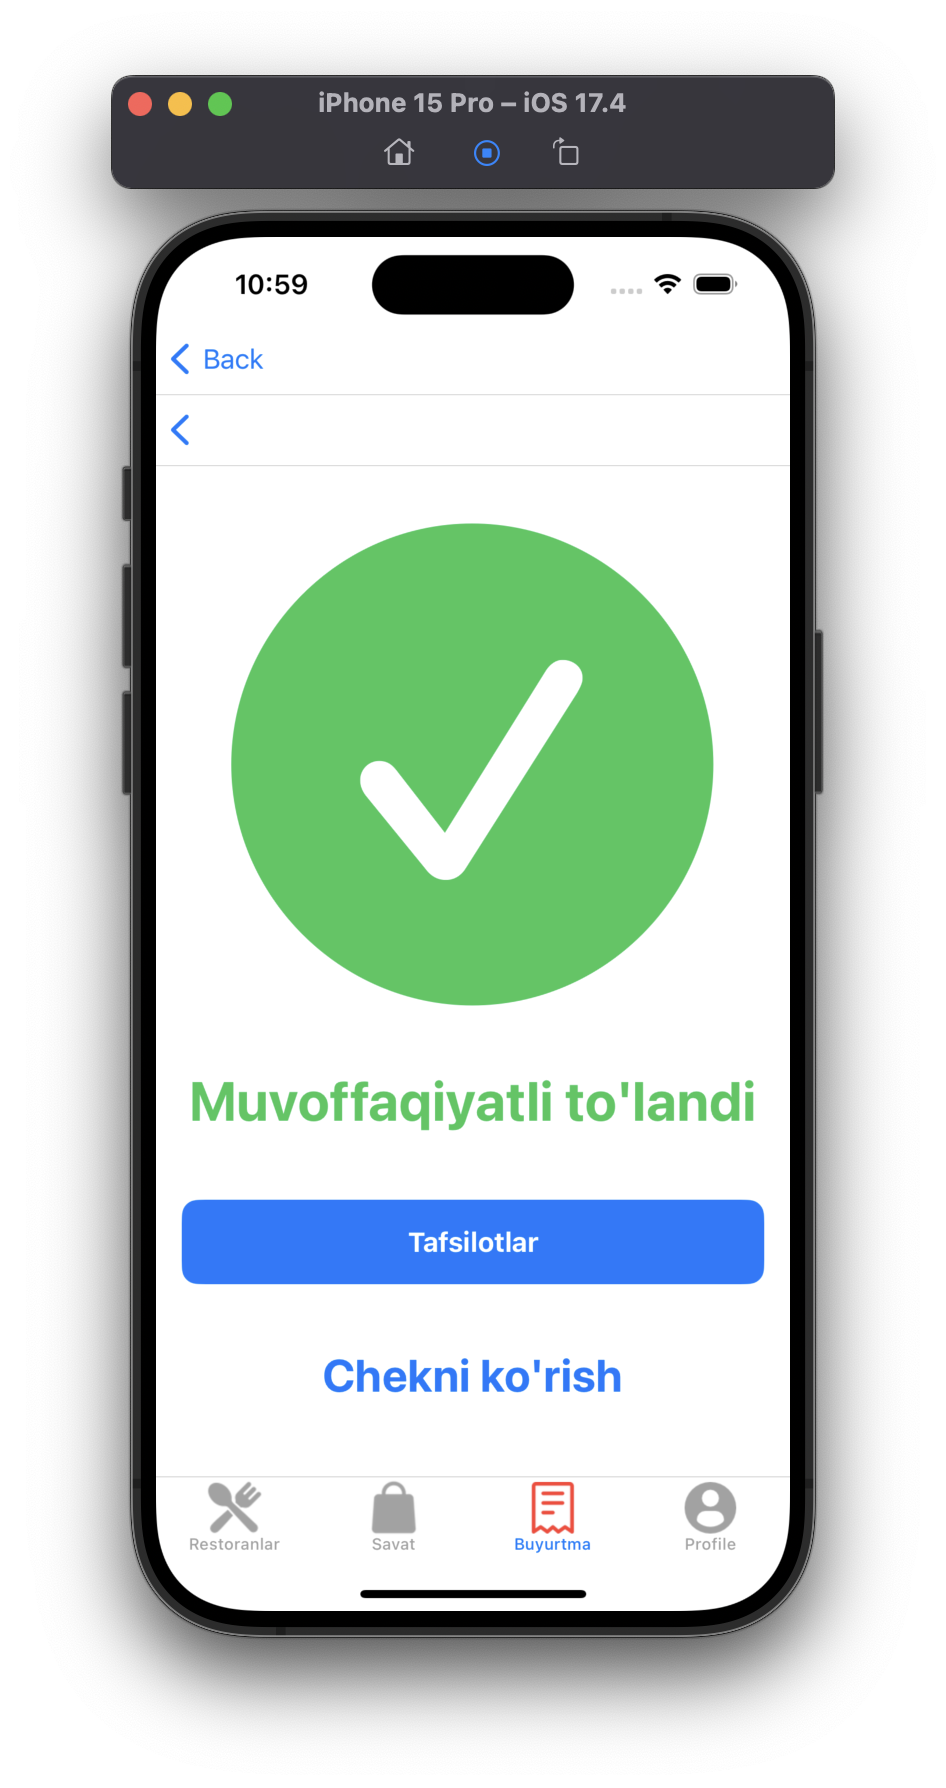 iPhone 15 Pro – iOS 17.4
10:59
Back
Muvoffaqiyatli to'landi
Tafsilotlar
Chekni ko'rish
Restoranlar
Savat
Buyurtma
Profile